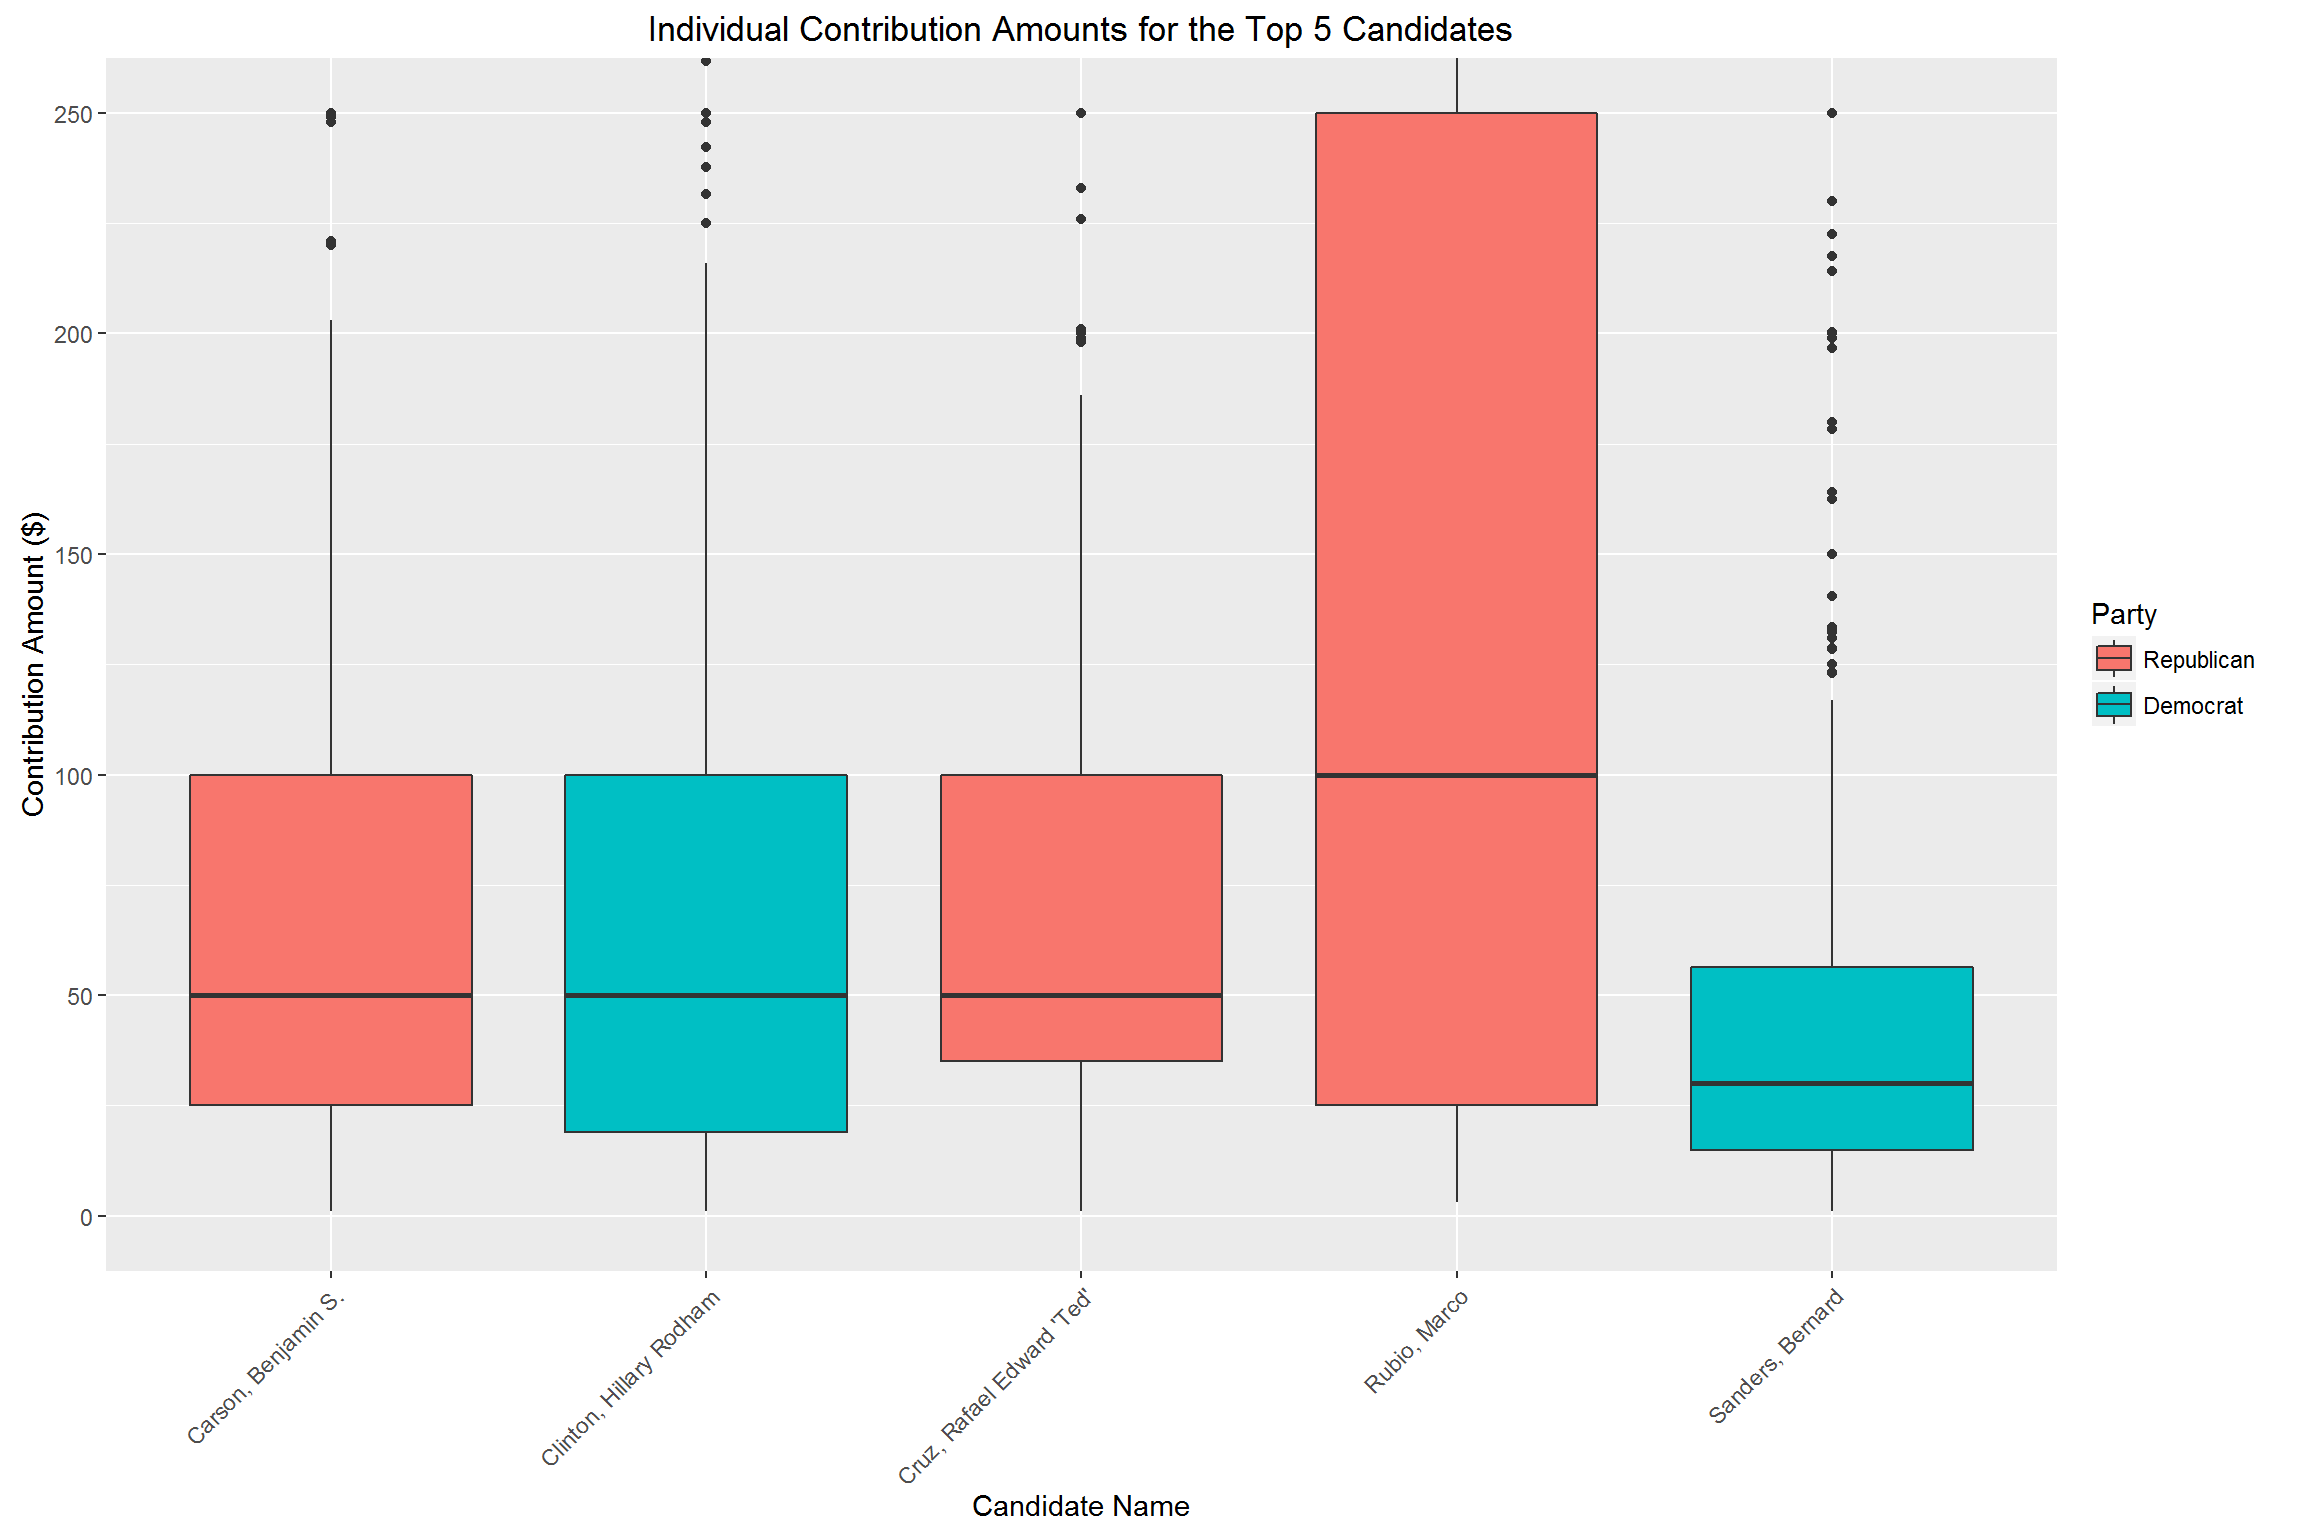 Individual Contribution Amounts for the Top 5 Candidates
Contribution Amount ($)
250
200
150
100
50
0
Carson, Benjamin S.
Clinton, Hillary Rodham
Cruz, Rafael Edward 'Ted'
Rubio, Marco
Sanders, Bernard
Candidate Name
Party
Republican
Democrat